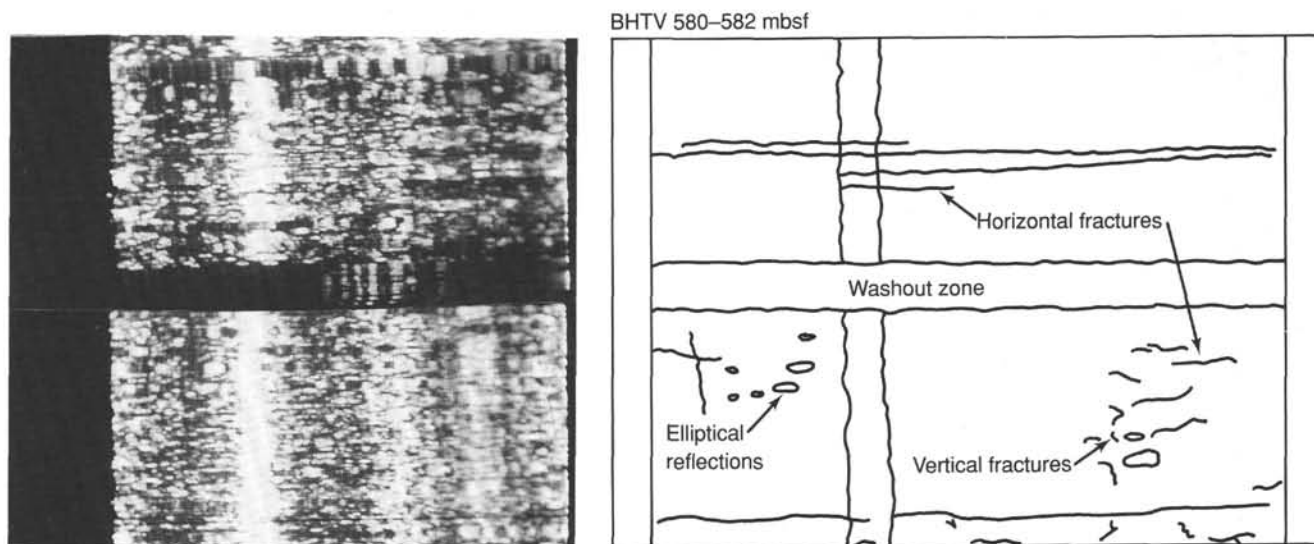 BHTV 580–582 mbsf
Horizontal fractures
Washout zone
Elliptical
reflections
Vertical fractures